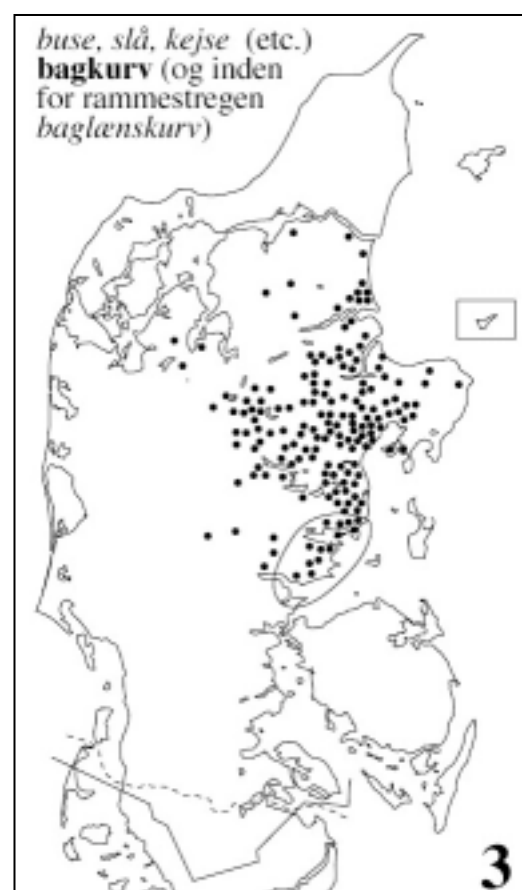 buse, slå, kejse (etc.)
bagkurv (og inden
for rammestregen
baglænskurv)
3